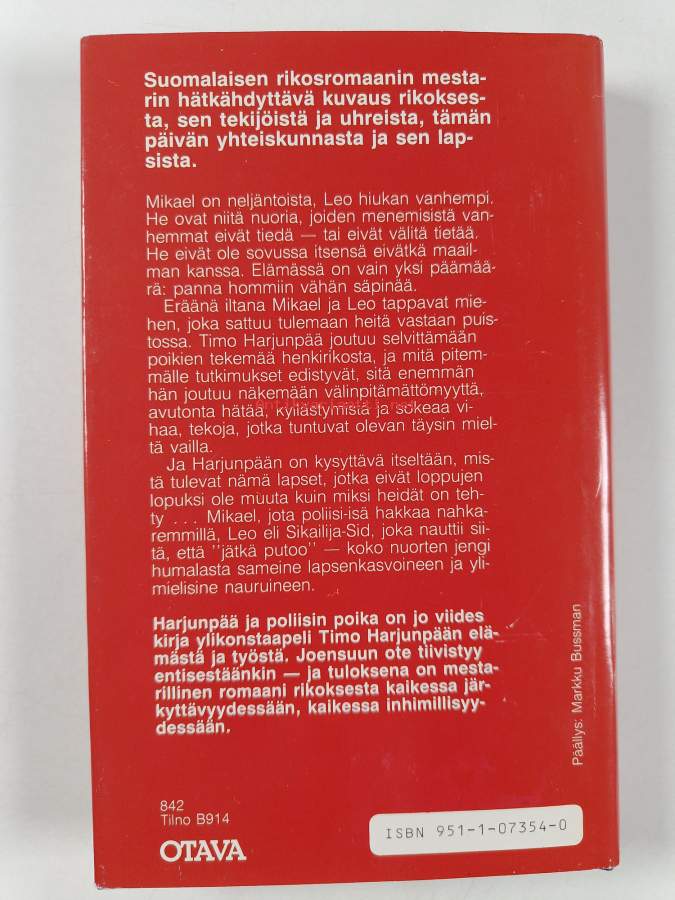 Suomalaisen rikosromaanin mesta-
rin hätkähdyttävä kuvaus rikokses-
ta, sen tekijöistä ja uhreista, tämän
päivän yhteiskunnasta ja sen lap-
sista.
Mikael on neljäntoista, Leo hiukan vanhempi.
He ovat niitä nuoria, joiden menemisistä van-
hemmat eivät tiedä — tai eivät välitä tietää.
He eivät ole sovussa itsensä eivätkä maail-
man kanssa. Elämässä on vain yksi päämää-
rä: panna hommiin vähän säpinää.
Eräänä iltana Mikael ja Leo tappavat mie-
hen, joka sattuu tulemaan heitä vastaan puis-
tossa. Timo Harjunpää joutuu selvittämään
poikien tekemää henkirikosta, ja mitä pitem-
mälle tutkimukset edistyvät, sitä enemmän
hän joutuu näkemään välinpitämättömyyttä,
avutonta hätää, kyllästymistä ja sokeaa vi-
haa, tekoja, jotka tuntuvat olevan täysin miel-
tä vailla.
Ja Harjunpään on kysyttävä itseltään, mis-
tä tulevat nämä lapset, jotka eivät loppujen
lopuksi ole muuta kuin miksi heidät on teh-
ty . . . Mikael, jota poliisi-isä hakkaa nahka-
remmillä, Leo eli Sikailija-Sid, joka nauttii sii-
tä, että "jätkä putoo" — koko nuorten jengi
humalasta sameine lapsenkasvoineen ja yli-
mielisine nauruineen.
Harjunpää ja poliisin poika on jo viides
kirja ylikonstaapeli Timo Harjunpään elä-
mästä ja työstä. Joensuun ote tiivistyy
entisestäänkin — ja tuloksena on mesta-
rillinen romaani rikoksesta kaikessa jär-
kyttävyydessään, kaikessa inhimillisyy-
dessään.
Päällys: Markku Bussman
842
Tilno B914
OTAVA
ISBN 951-1-07354-0